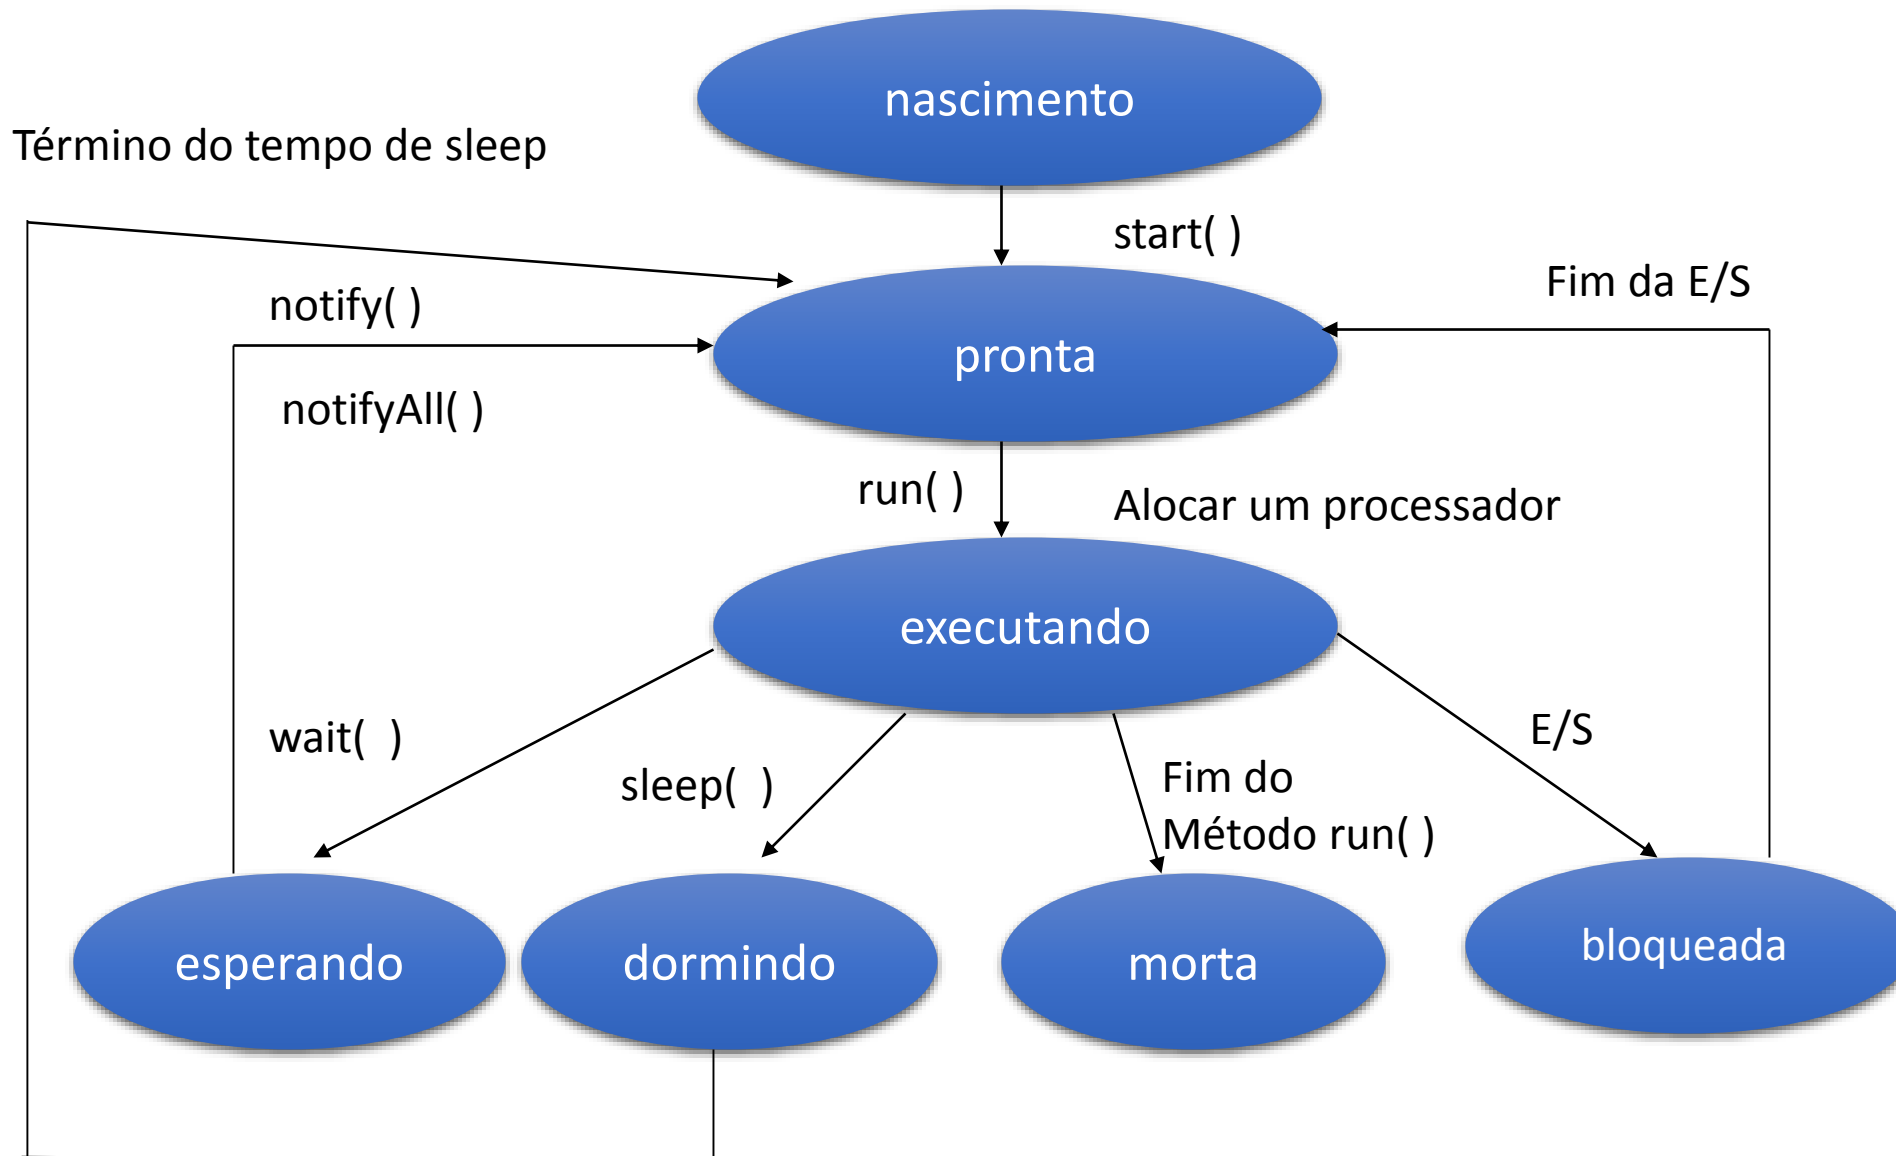 nascimento
Término do tempo de sleep
start( )
Fim da E/S
notify( )
pronta
notifyAll( )
run( )
Alocar um processador
executando
wait(  )
E/S
sleep(  )
Fim do
Método run( )
esperando
dormindo
morta
bloqueada